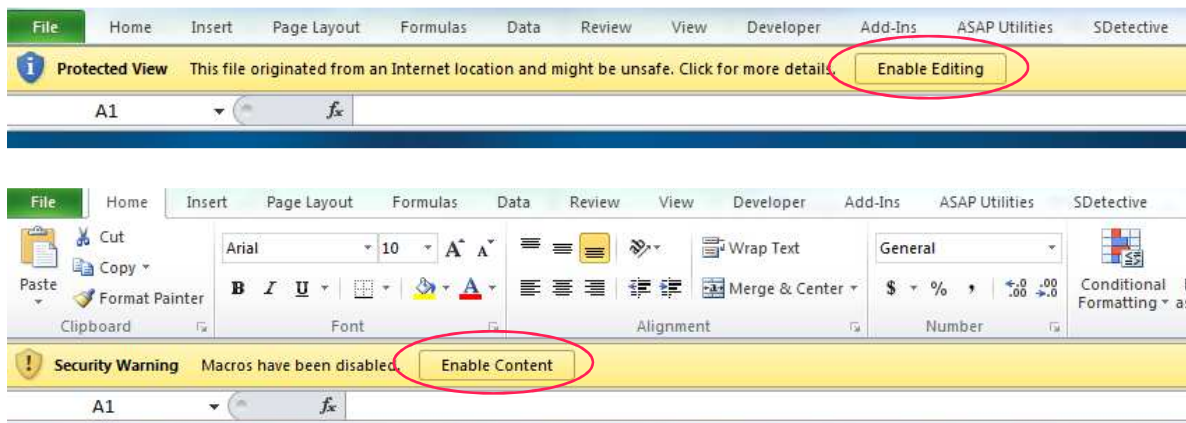 File Home Insert Page Layout Formulas Data Review View Developer Add-Ins ASAP Utilities SDetective
Protected View This file originated from an Internet location and might be unsafe. Click for more details. Enable Editing
A1 fx
File Home Insert Page Layout Formulas Data Review View Developer Add-Ins ASAP Utilities SDetective
Cut
Arial 10 A A Wrap Text General
Copy
Paste B I U A Merge & Center $ % , .00 .00 Conditional
Format Painter Formatting
Clipboard Font Alignment Number
Security Warning Macros have been disabled. Enable Content
A1 fx